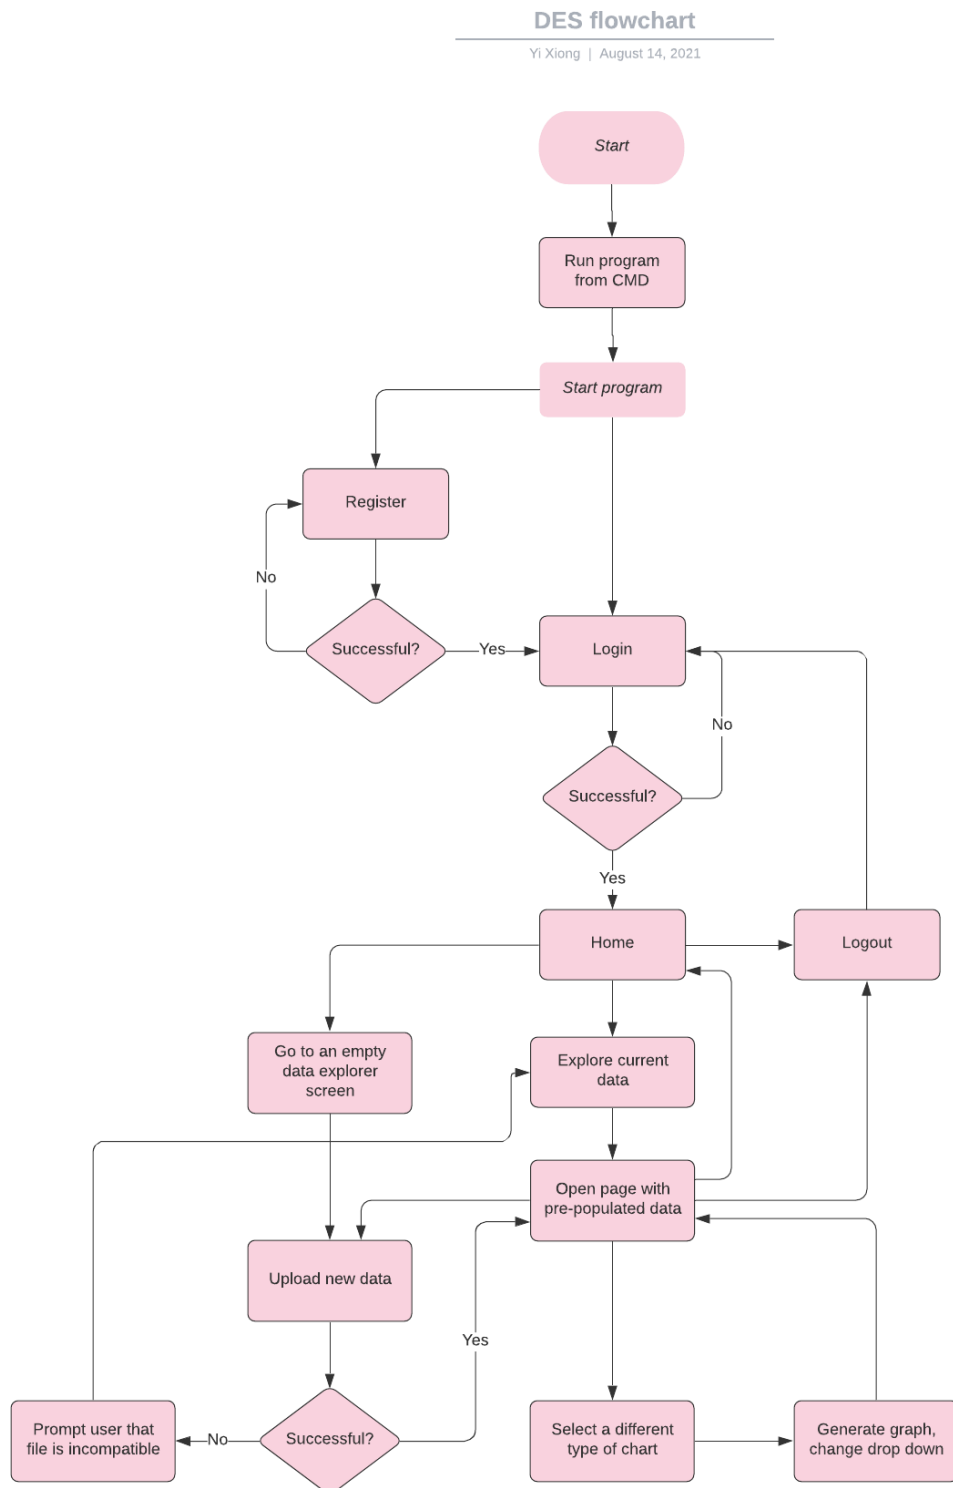 DES flowchart
Yi Xiong | August 14, 2021
Start
Run program
from CMD
Start program
Register
No
Successful?
Yes
Login
No
Successful?
Yes
Home
Logout
Go to an empty
data explorer
screen
Explore current
data
Open page with
pre-populated data
Upload new data
Yes
Prompt user that
file is incompatible
No
Successful?
Select a different
type of chart
Generate graph,
change drop down